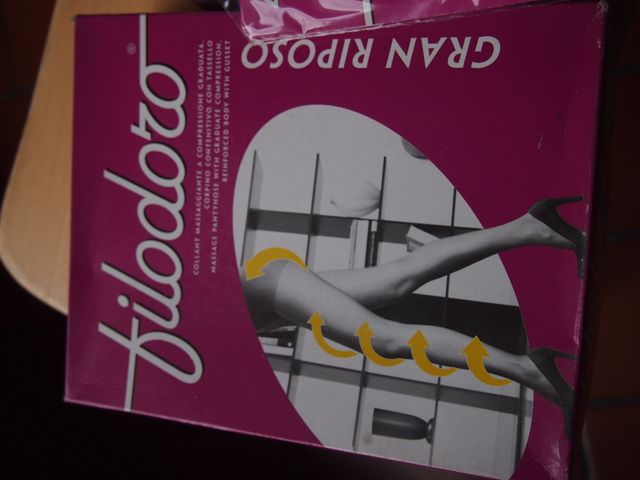 filodoro®
COLLANT MASSAGGIANTE A COMPRESSIONE GRADUATA.
CORPINO CONTENITIVO CON TASSELLO
MASSAGE PANTYHOSE WITH GRADUATE COMPRESSION.
REINFORCED BODY WITH GUSSET
GRAN RIPOSO